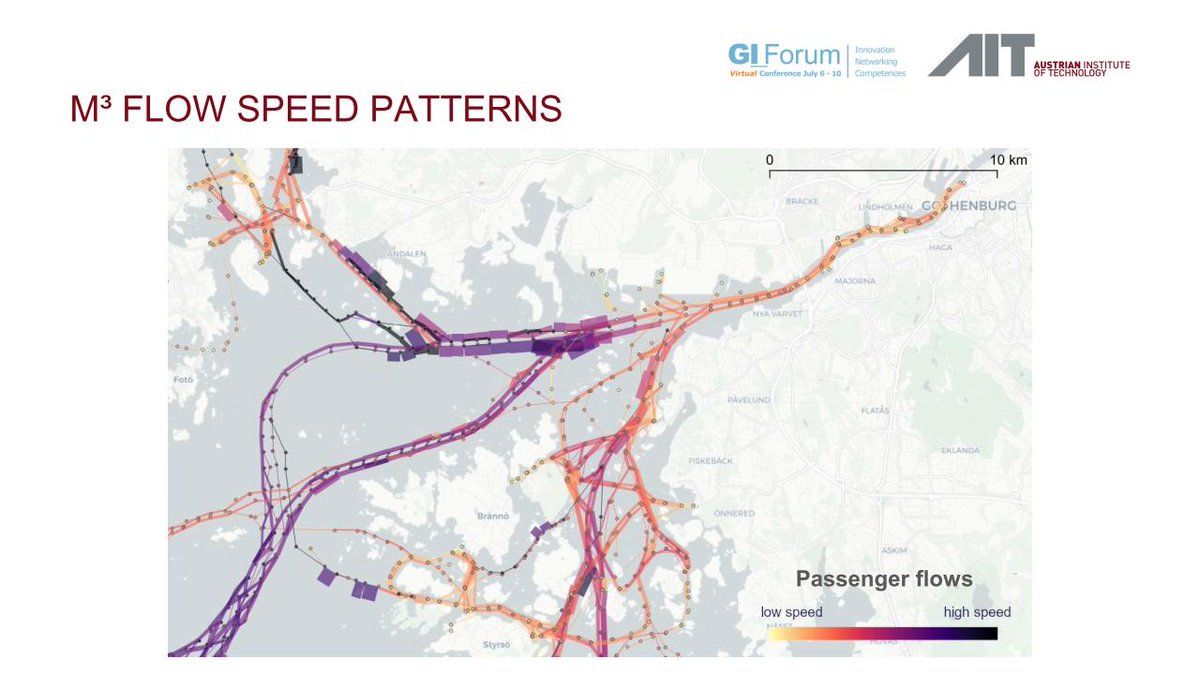 GI_Forum
Innovation
Networking
Competences
Virtual Conference July 6 - 10
AIT
AUSTRIAN INSTITUTE
OF TECHNOLOGY
M³ FLOW SPEED PATTERNS
0
10 km
BRÄCKE
LINDHOLMEN
HAGA
ANDALEN
MAJORNA
NYA VARVET
Fotö
PÅVELUND
FLATÅS
EKLANDA
FISKEBÄCK
Brännö
ÖNNERED
ASKIM
Passenger flows
low speed
high speed
Styrsö
HOVÅS